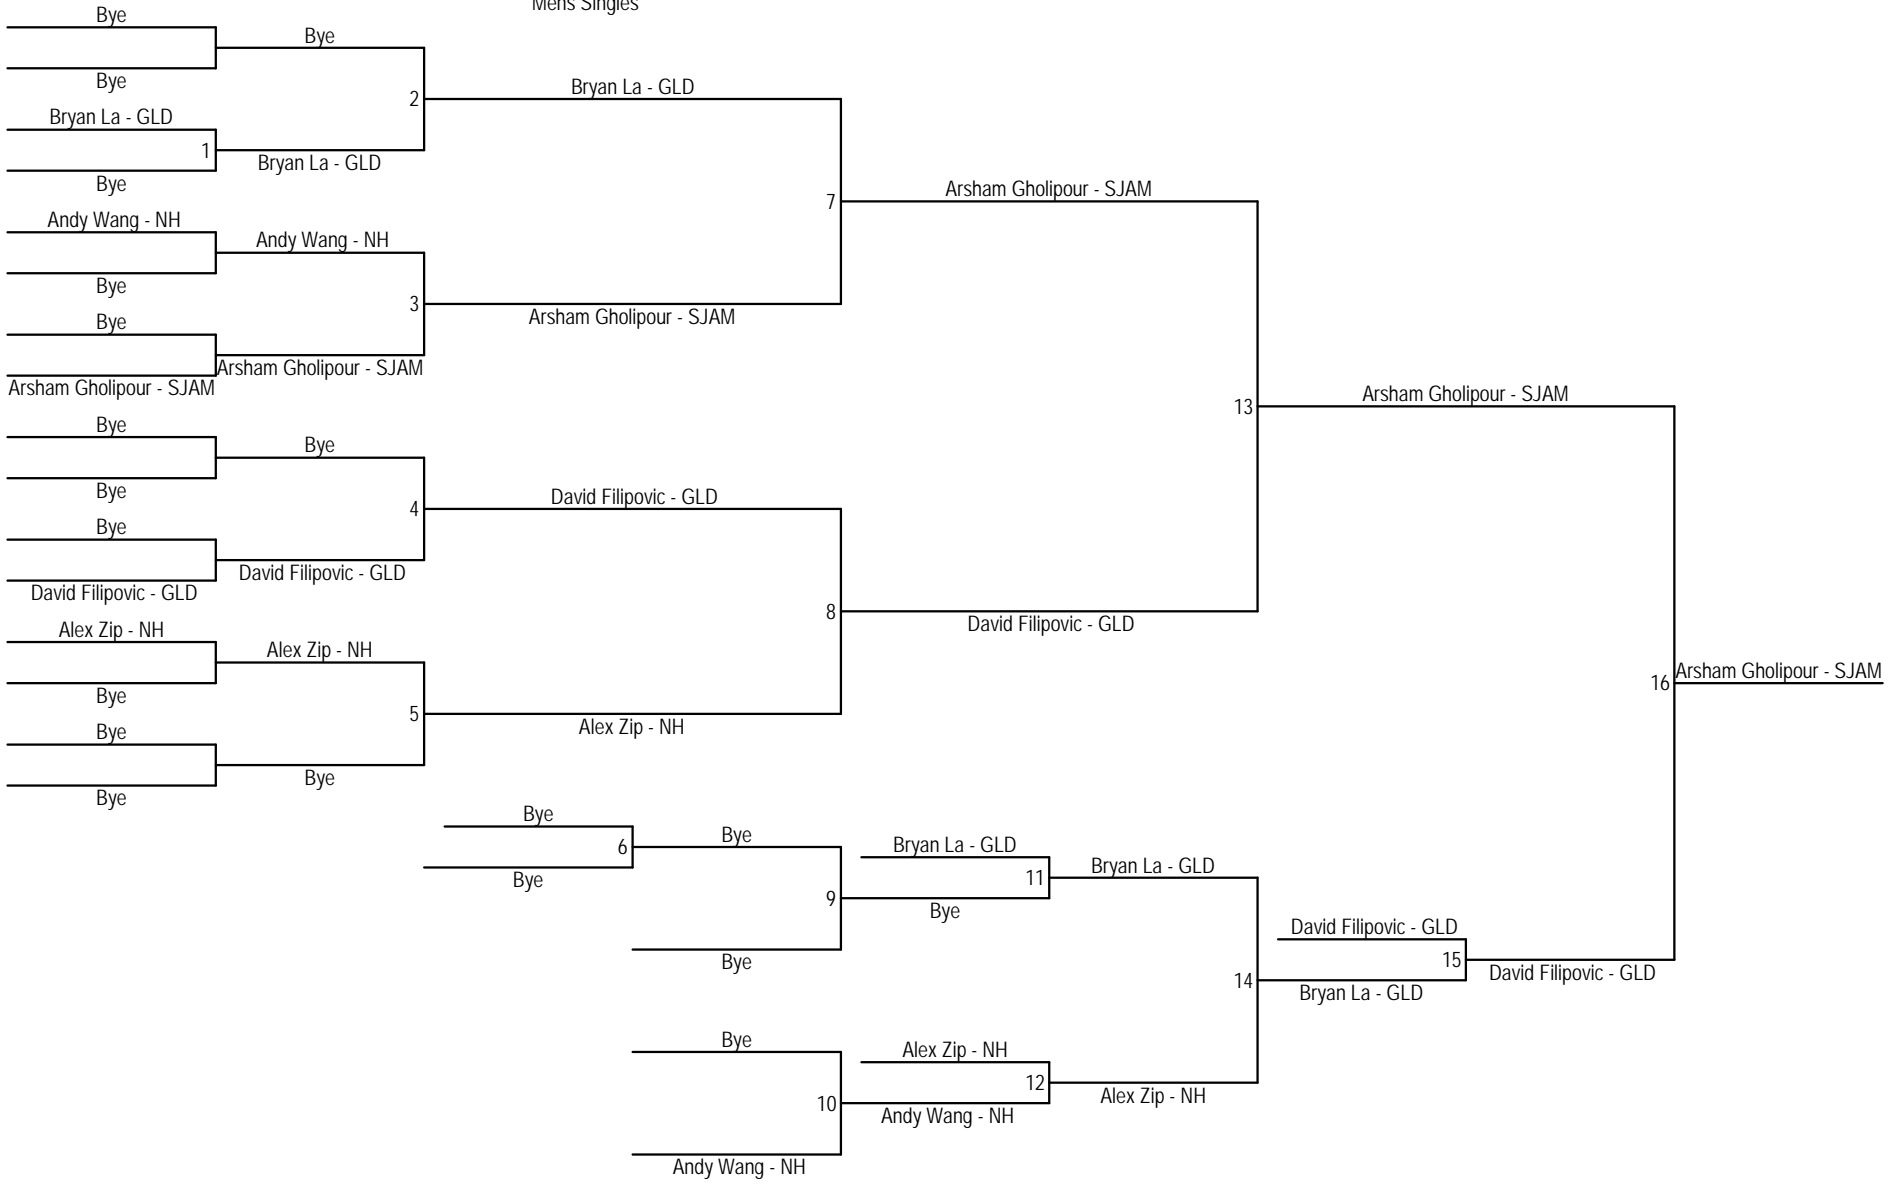 Mens Singles
Bye
Bye
Bye
Bryan La - GLD
Bye
2
Bryan La - GLD
1
Bryan La - GLD
Bye
Arsham Gholipour - SJAM
7
Andy Wang - NH
Andy Wang - NH
Bye
3
Arsham Gholipour - SJAM
Bye
Arsham Gholipour - SJAM
Arsham Gholipour - SJAM
Arsham Gholipour - SJAM
13
Bye
Bye
Bye
David Filipovic - GLD
4
Bye
David Filipovic - GLD
David Filipovic - GLD
8
David Filipovic - GLD
Alex Zip - NH
Alex Zip - NH
Bye
5
Alex Zip - NH
Bye
Bye
Bye
Arsham Gholipour - SJAM
16
Bye
6
Bye
Bye
Bryan La - GLD
Bryan La - GLD
11
9
Bye
Bye
David Filipovic - GLD
15
David Filipovic - GLD
14
Bryan La - GLD
Bye
Alex Zip - NH
12
Alex Zip - NH
10
Andy Wang - NH
Andy Wang - NH